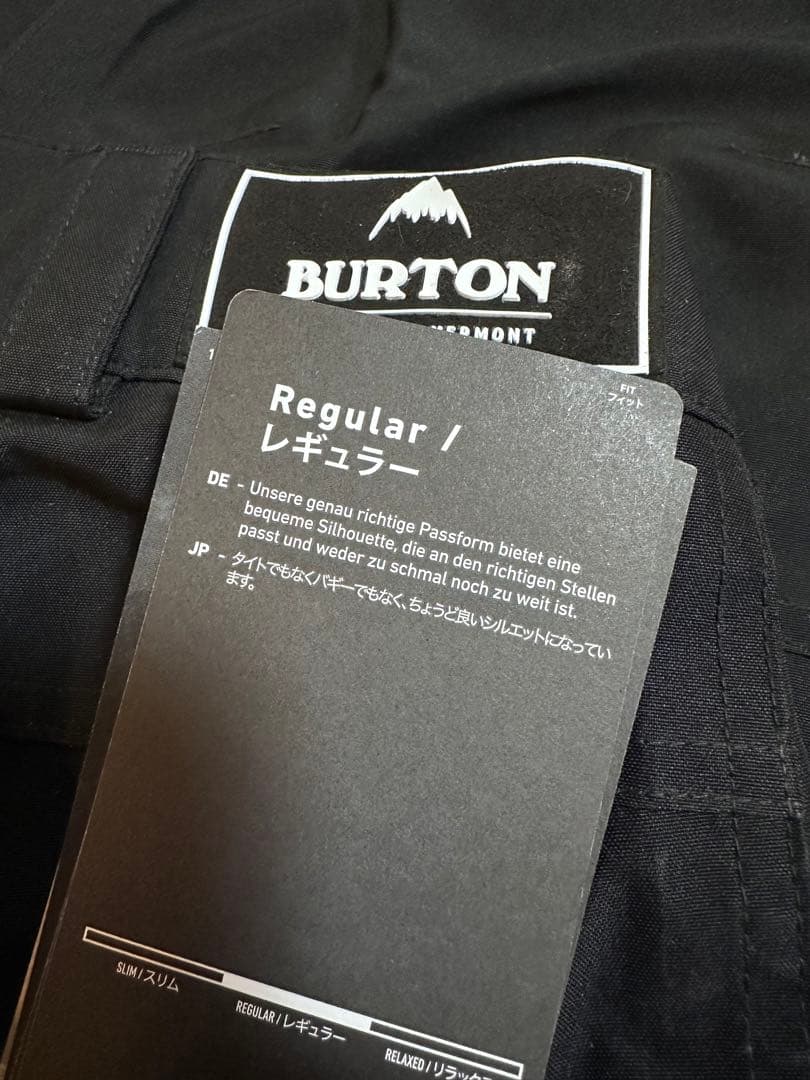 BURTON
VERMONT
FIT
フィット
Regular /
レギュラー
DE - Unsere genau richtige Passform bietet eine
bequeme Silhouette, die an den richtigen Stellen
passt und weder zu schmal noch zu weit ist.
JP - タイトでもなくバギーでもなく、ちょうど良いシルエットになってい
ます。
SLIM / スリム
REGULAR / レギュラー
RELAXED /